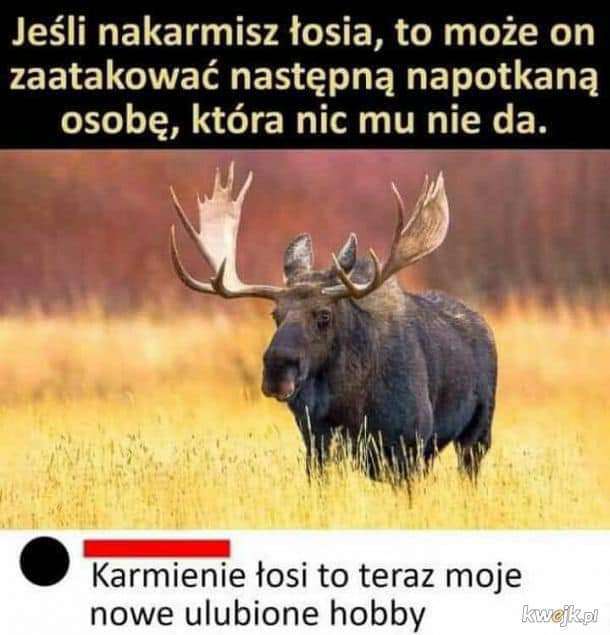 Jeśli nakarmisz łosia, to może on
zaatakować następną napotkaną
osobę, która nic mu nie da.
Karmienie łosi to teraz moje
nowe ulubione hobby
kwejk.pl